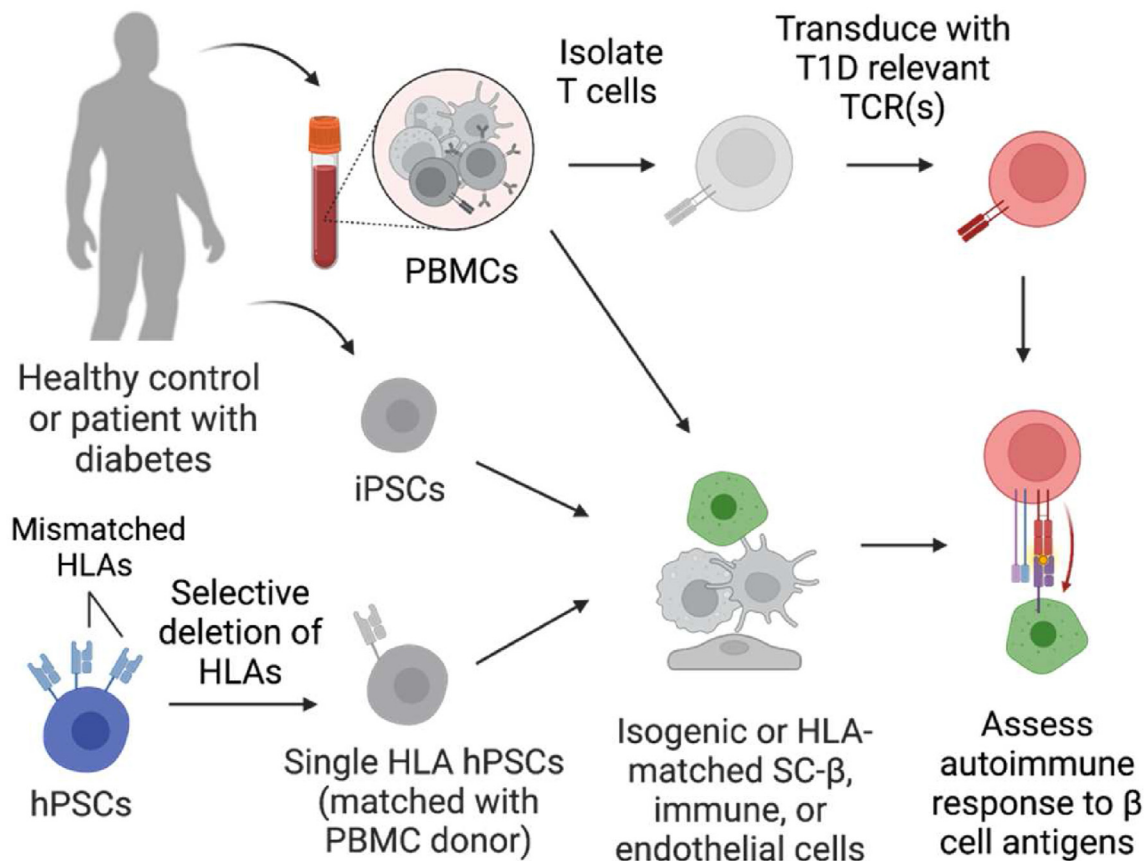 Isolate
T cells
Transduce with
T1D relevant
TCR(s)
PBMCs
Healthy control
or patient with
diabetes
iPSCs
Mismatched
HLAs
Selective
deletion of
HLAs
hPSCs
Single HLA hPSCs
(matched with
PBMC donor)
Isogenic or HLA-
matched SC-β,
immune, or
endothelial cells
Assess
autoimmune
response to β
cell antigens